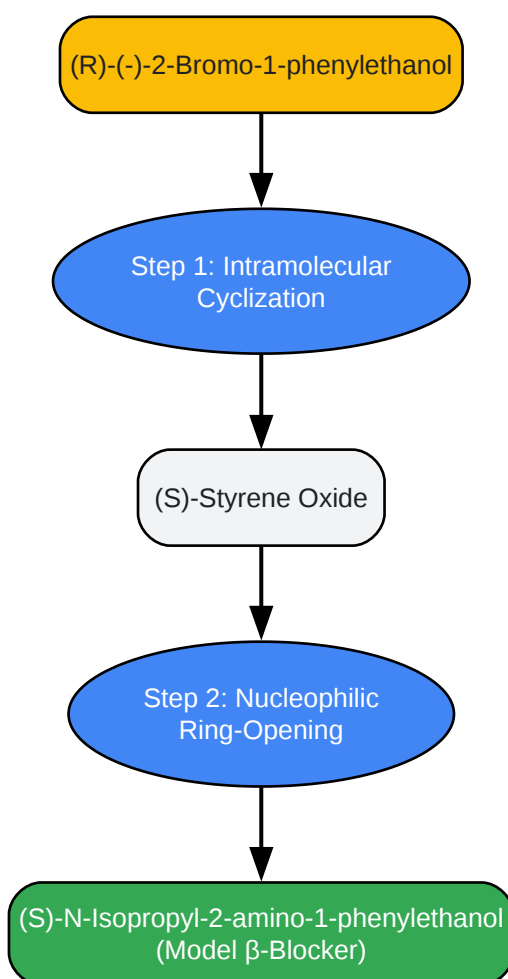 (R)-(-)-2-Bromo-1-phenylethanol
Step 1: Intramolecular
Cyclization
(S)-Styrene Oxide
Step 2: Nucleophilic
Ring-Opening
(S)-N-Isopropyl-2-amino-1-phenylethanol
(Model β-Blocker)